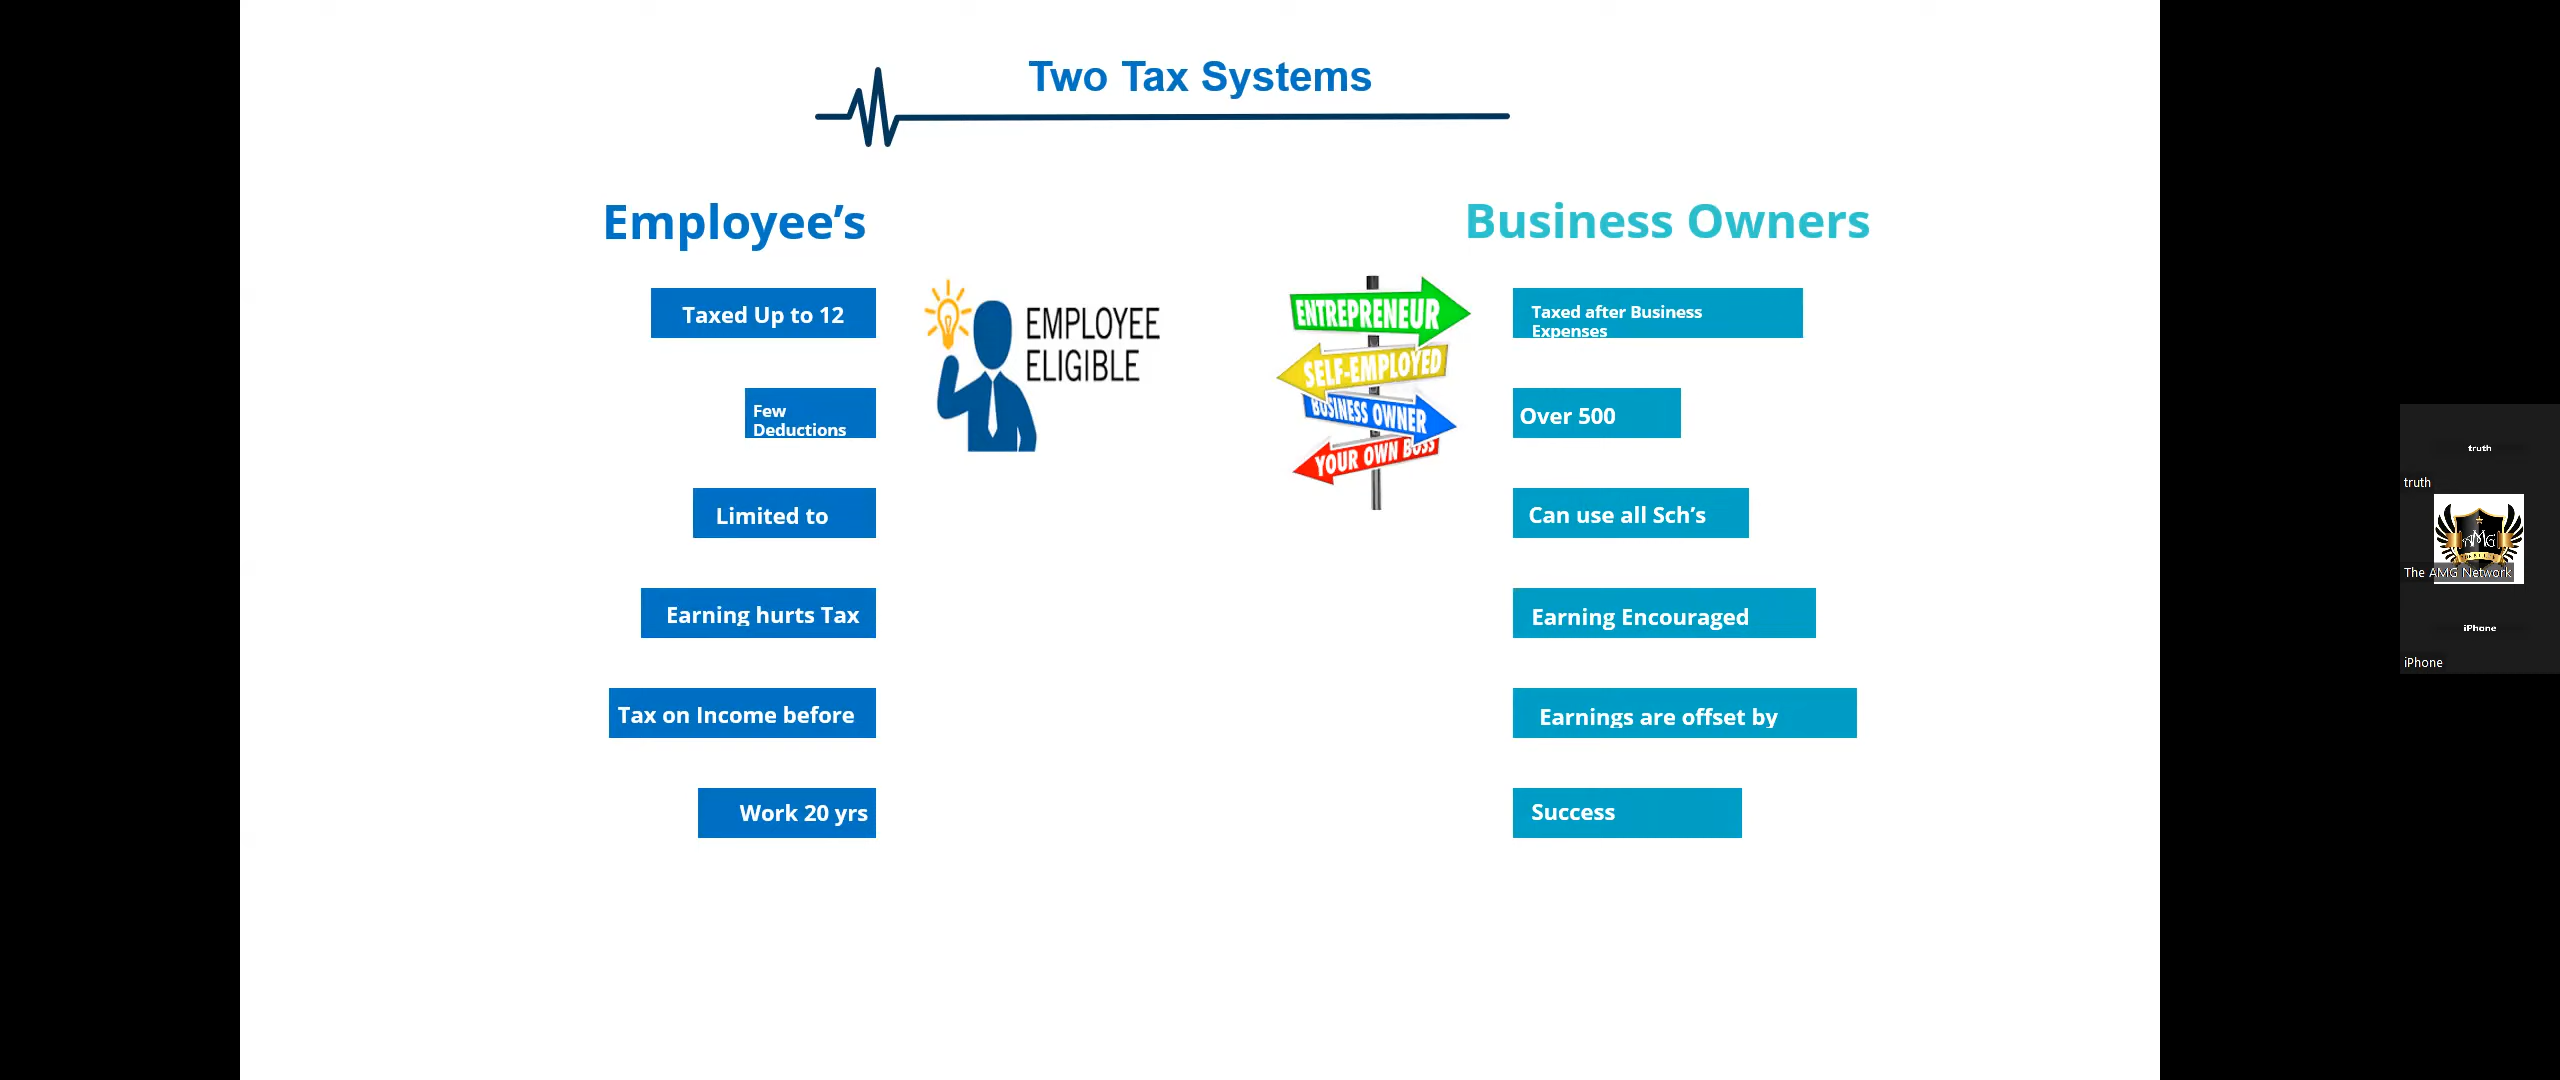 Two Tax Systems
Employee’s
Taxed Up to 12
Few
Deductions
Limited to
Earning hurts Tax
Tax on Income before
Work 20 yrs
EMPLOYEE
ELIGIBLE
ENTREPRENEUR
SELF-EMPLOYED
BUSINESS OWNER
YOUR OWN BOSS
Business Owners
Taxed after Business
Expenses
Over 500
Can use all Sch’s
Earning Encouraged
Earnings are offset by
Success
truth
truth
AMG
The AMG Network
iPhone
iPhone